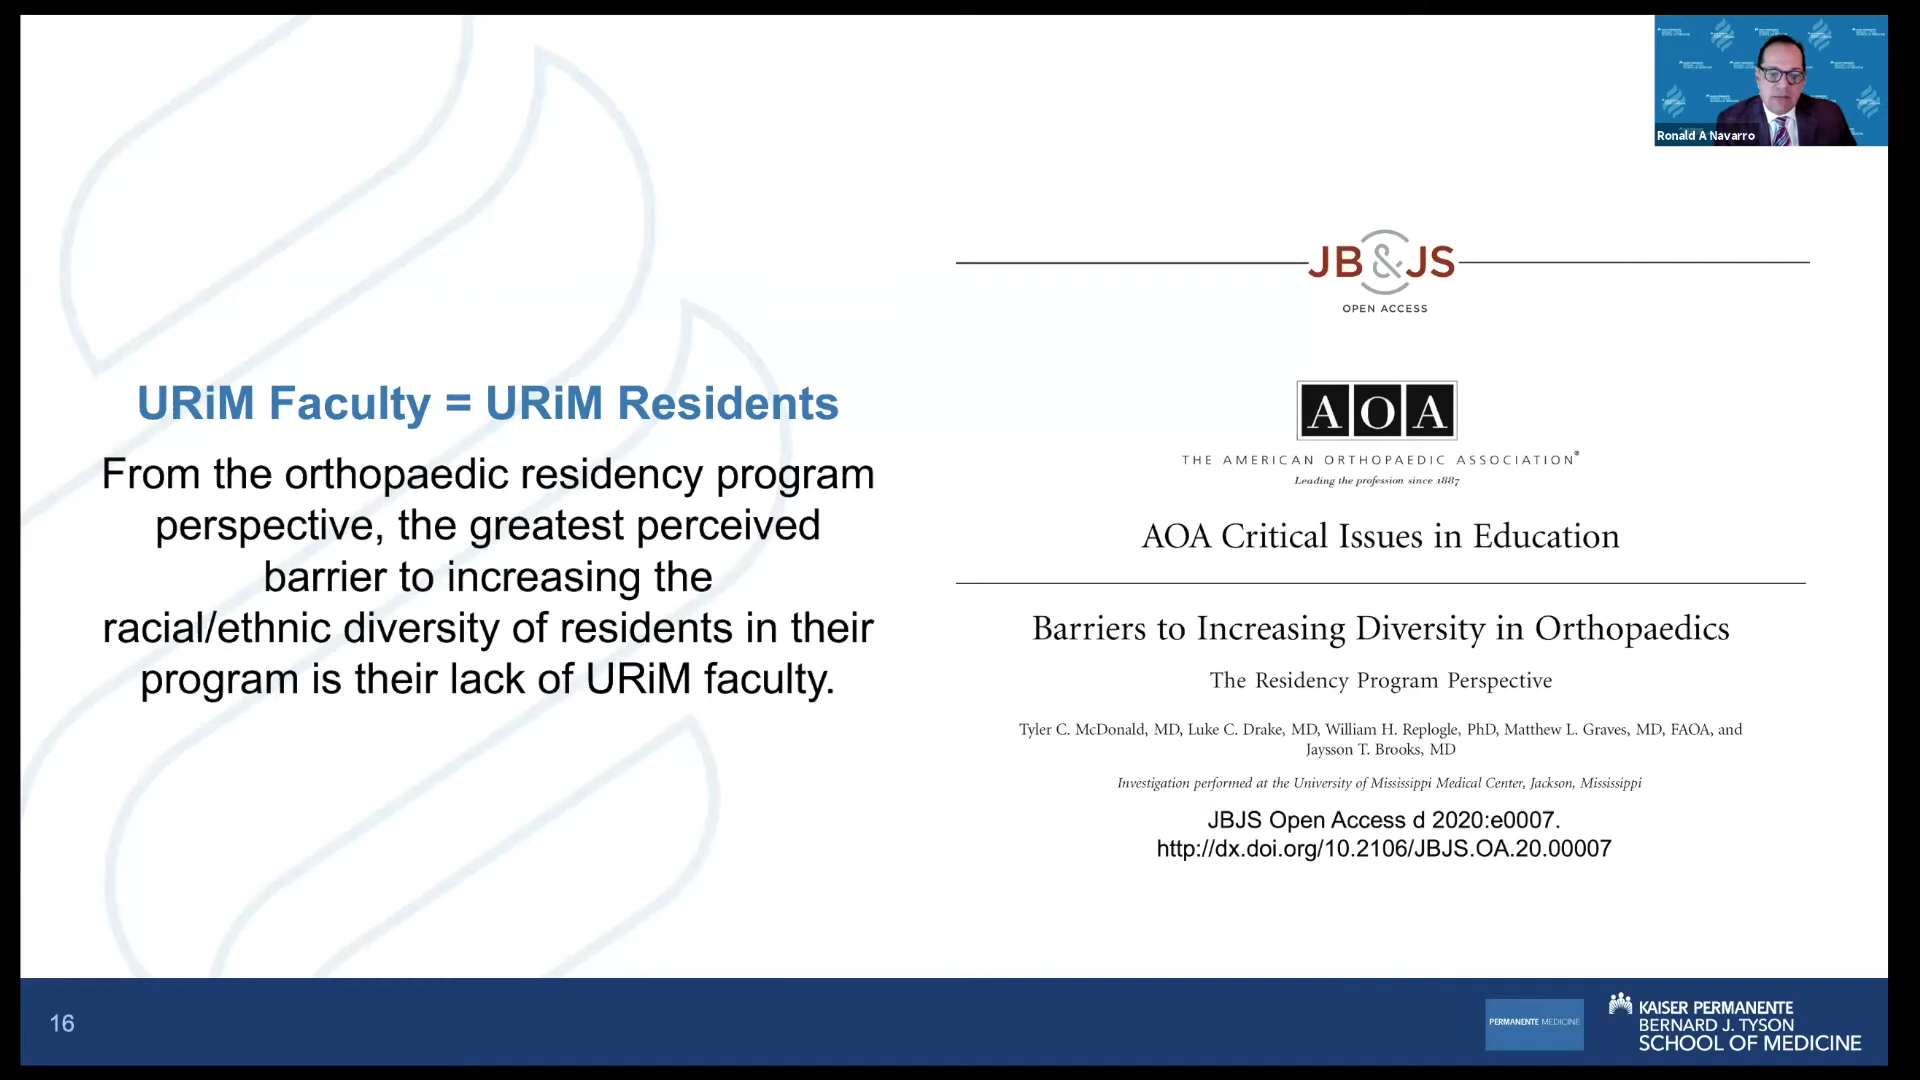 Ronald A Navarro
URiM Faculty = URiM Residents
From the orthopaedic residency program
perspective, the greatest perceived
barrier to increasing the
racial/ethnic diversity of residents in their
program is their lack of URiM faculty.
JB&JS
OPEN ACCESS
AOA
THE AMERICAN ORTHOPAEDIC ASSOCIATION®
Leading the profession since 1887
AOA Critical Issues in Education
Barriers to Increasing Diversity in Orthopaedics
The Residency Program Perspective
Tyler C. McDonald, MD, Luke C. Drake, MD, William H. Replogle, PhD, Matthew L. Graves, MD, FAOA, and
Jaysson T. Brooks, MD
Investigation performed at the University of Mississippi Medical Center, Jackson, Mississippi
JBJS Open Access d 2020:e0007.
http://dx.doi.org/10.2106/JBJS.OA.20.00007
16
PERMANENTE MEDICINE
KAISER PERMANENTE
BERNARD J. TYSON
SCHOOL OF MEDICINE